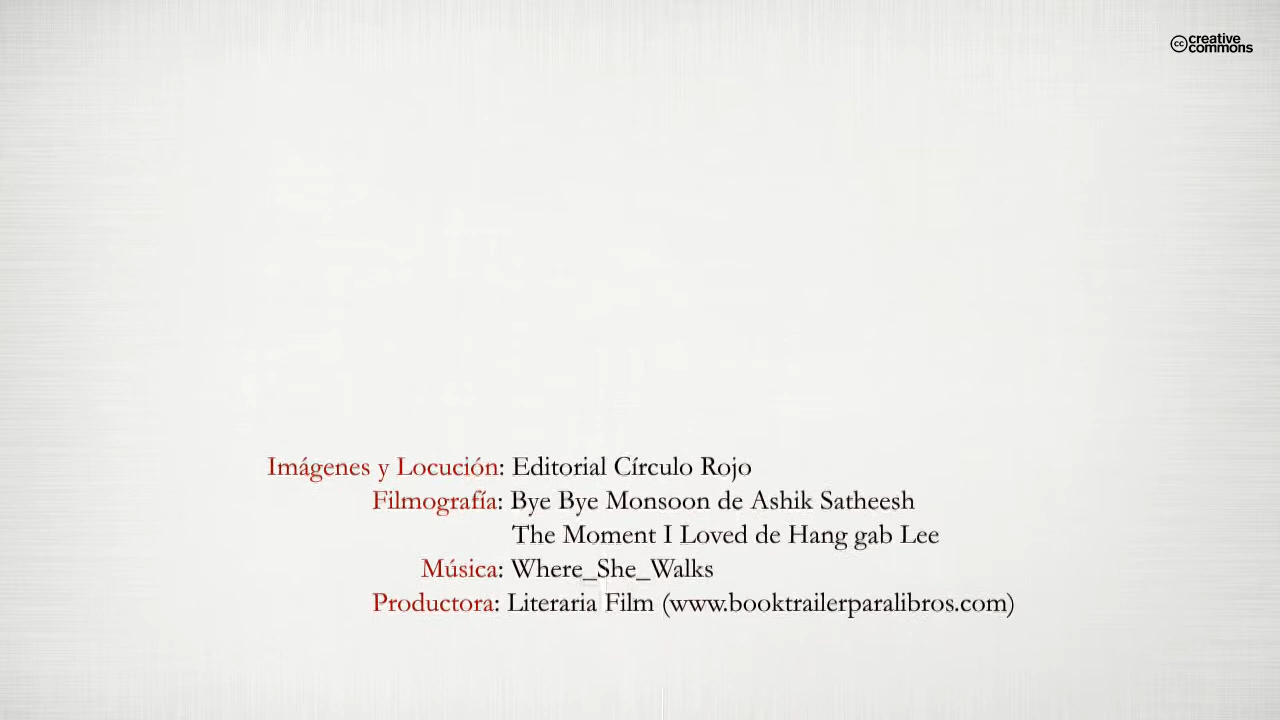 creative
commons
Imágenes y Locución: Editorial Círculo Rojo
Filmografía: Bye Bye Monsoon de Ashik Satheesh
The Moment I Loved de Hang gab Lee
Música: Where_She_Walks
Productora: Literaria Film (www.booktrailerparalibros.com)